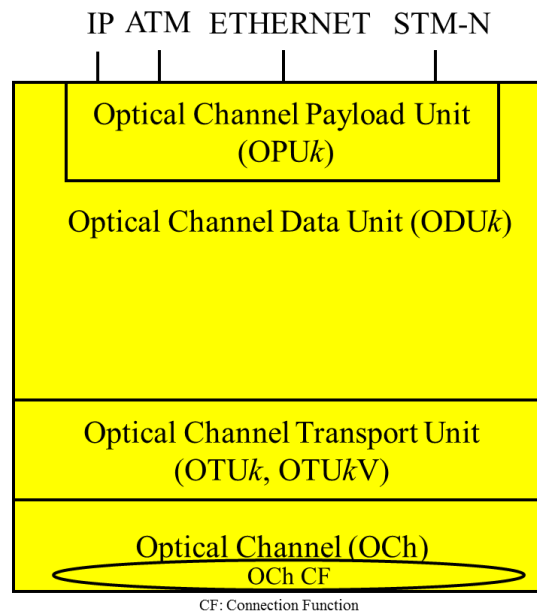 IP ATM ETHERNET STM-N
Optical Channel Payload Unit
(OPUk)
Optical Channel Data Unit (ODUk)
Optical Channel Transport Unit
(OTUk, OTUkV)
Optical Channel (OCh)
OCh CF
CF: Connection Function